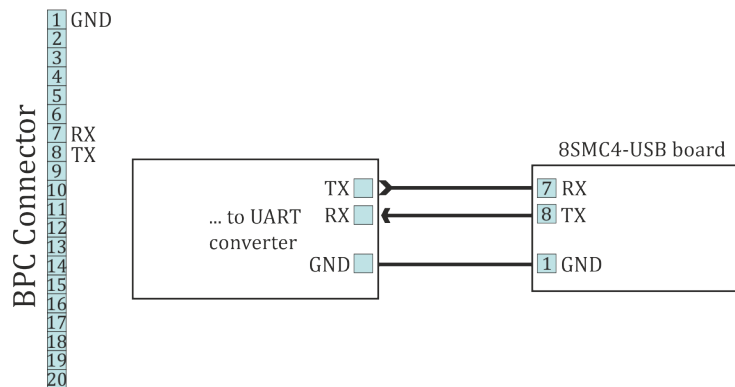 1 GND
2
3
4
5
6
7 RX
8 TX
9
10
11
12
13
14
15
16
17
18
19
20
BPC Connector
... to UART
converter
TX
RX
GND
8SMC4-USB board
7 RX
8 TX
1 GND